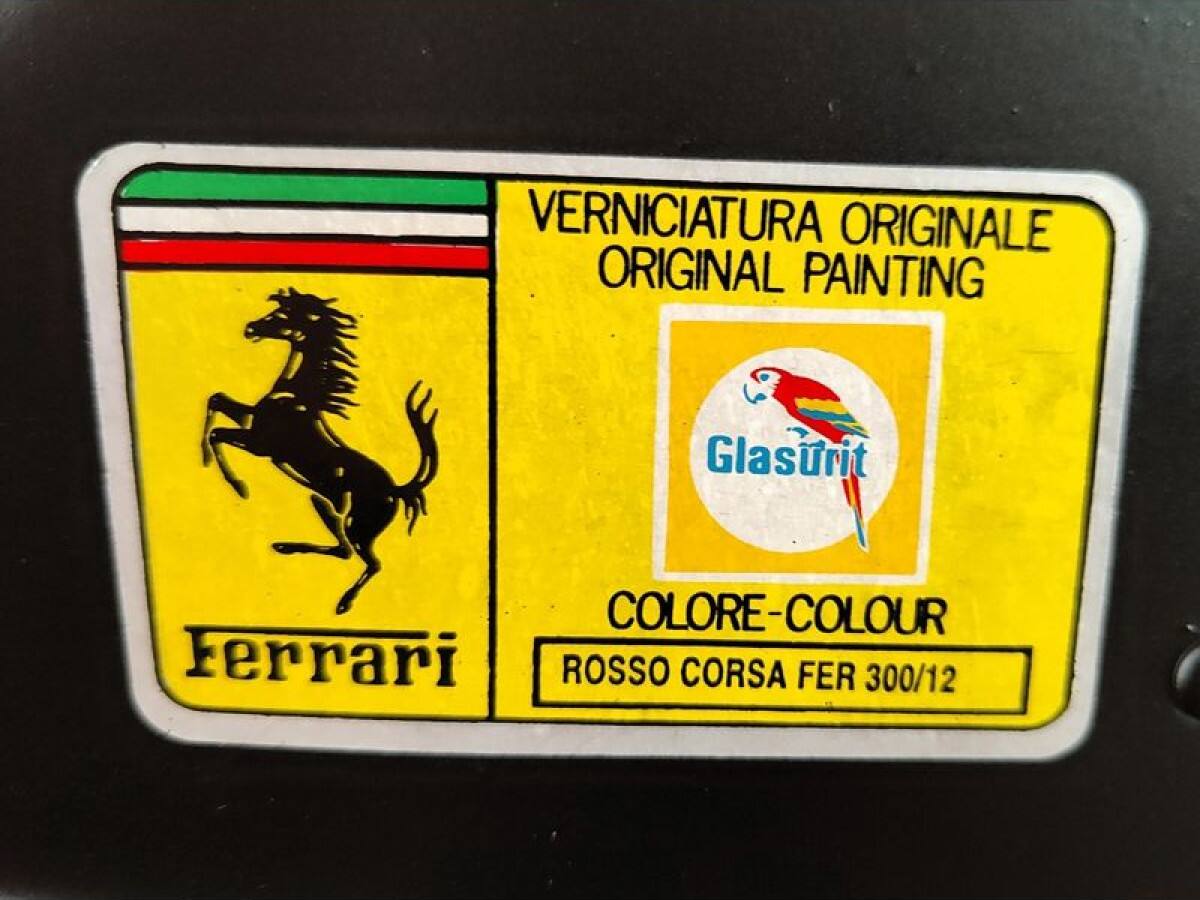 VERNICIATURA ORIGINALE
ORIGINAL PAINTING
Glasurit
COLORE-COLOUR
ROSSO CORSA FER 300/12
Ferrari